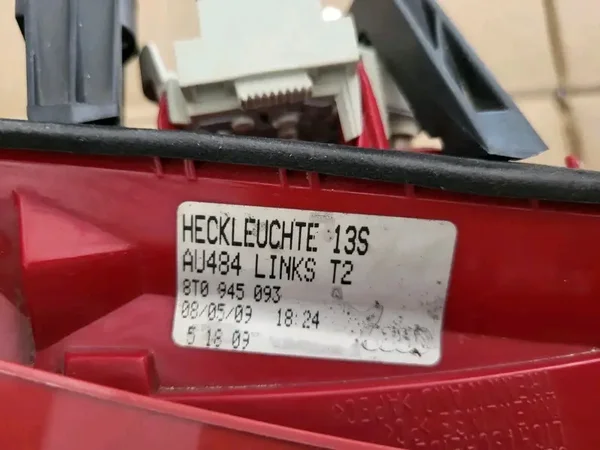 HECKLEUCHTE 13S
AU484 LINKS T2
8T0 945 093
08/05/09 18:24
5 18 09